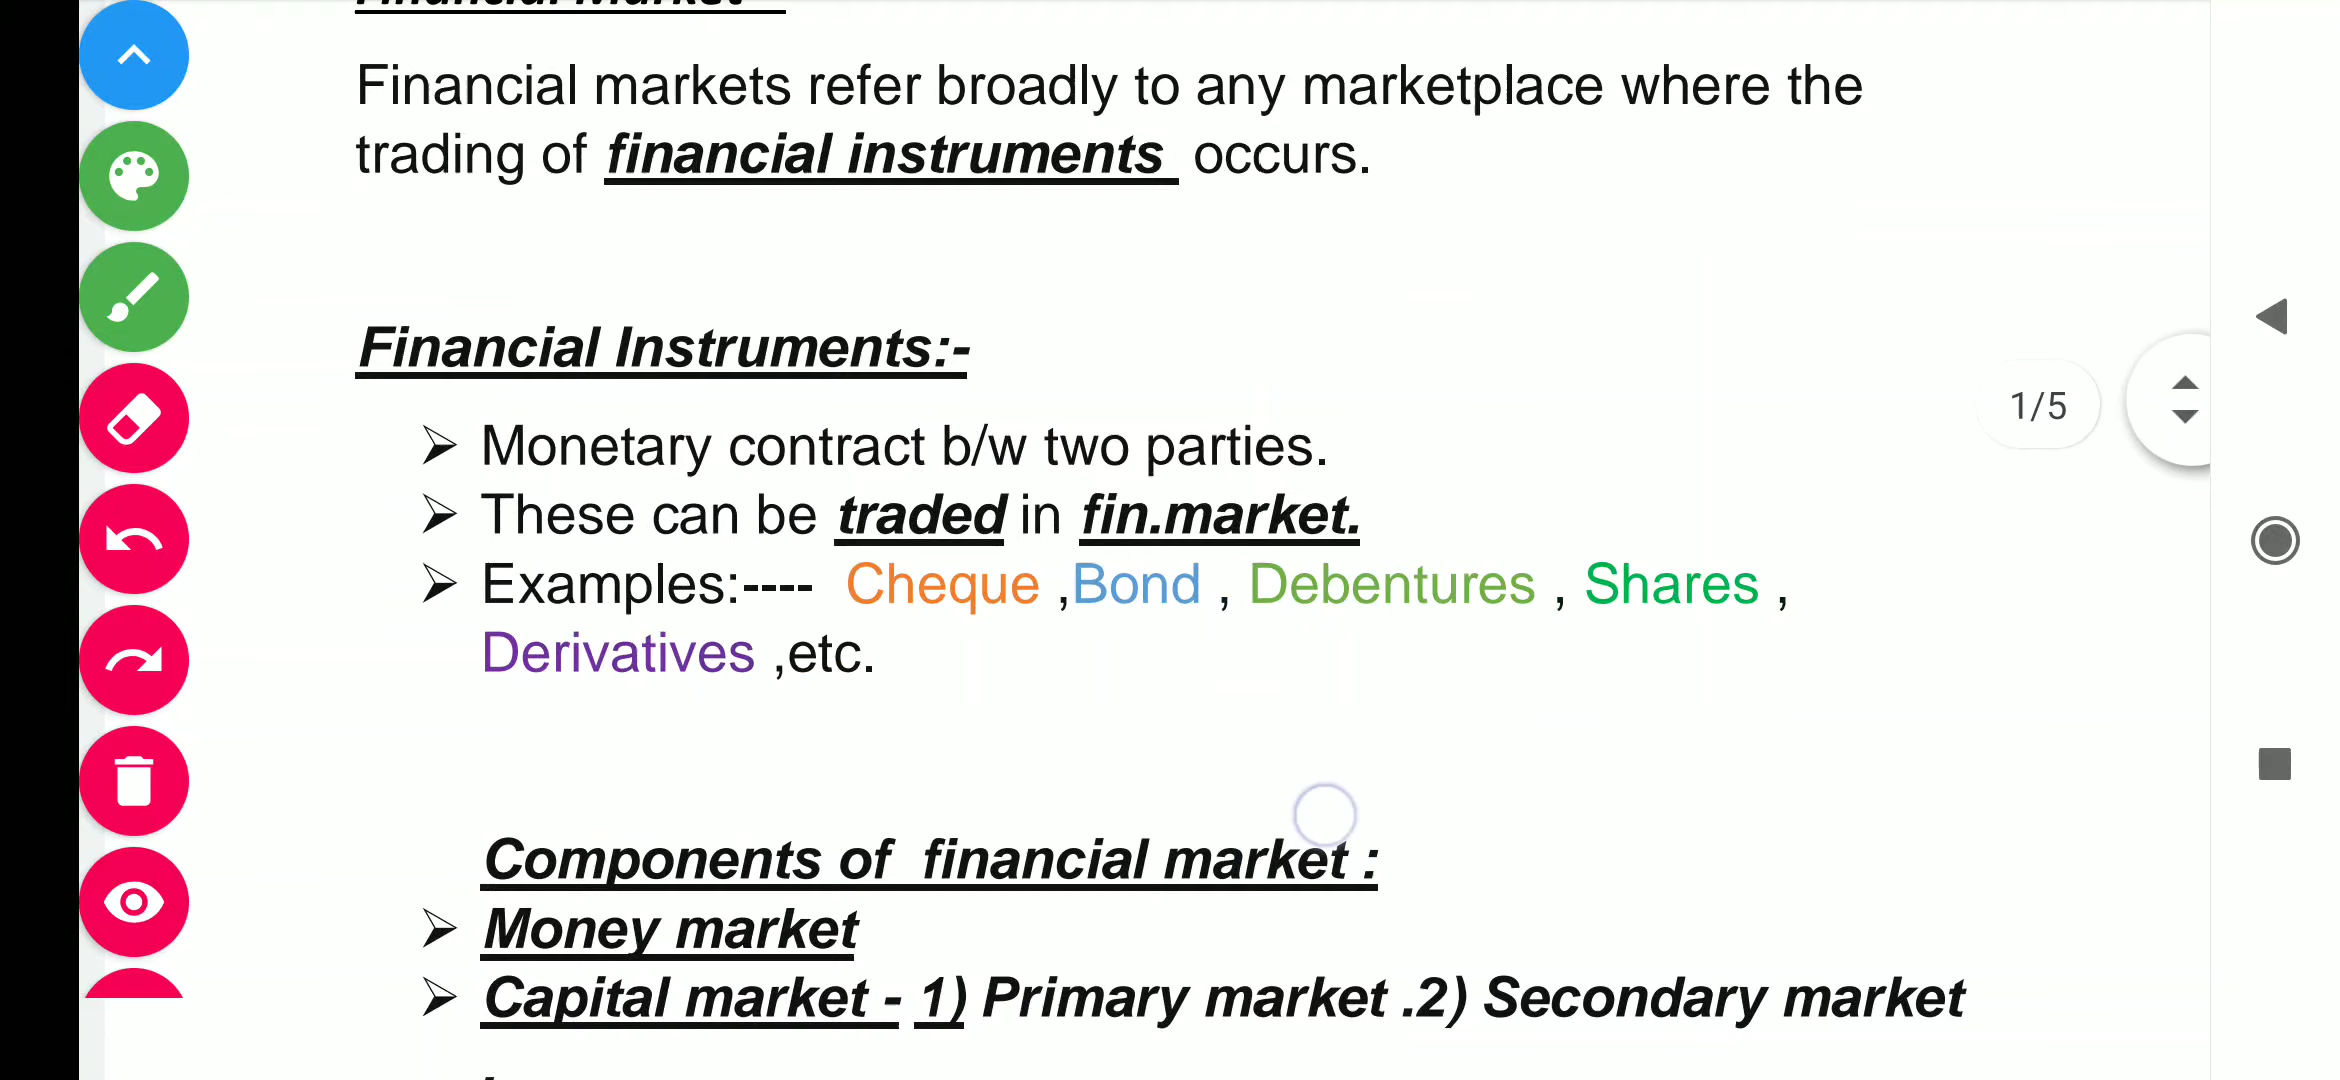 Financial Market
Financial markets refer broadly to any marketplace where the
trading of financial instruments occurs.
Financial Instruments:-
➢ Monetary contract b/w two parties.
➢ These can be traded in fin.market.
➢ Examples:---- Cheque ,Bond , Debentures , Shares ,
Derivatives ,etc.
1/5
Components of financial market :
➢ Money market
➢ Capital market - 1) Primary market .2) Secondary market